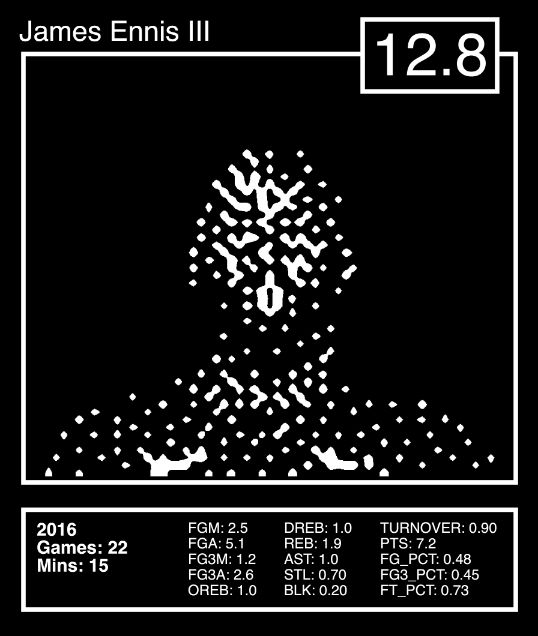 James Ennis III
12.8
2016
Games: 22
Mins: 15
FGM: 2.5
FGA: 5.1
FG3M: 1.2
FG3A: 2.6
OREB: 1.0
DREB: 1.0
REB: 1.9
AST: 1.0
STL: 0.70
BLK: 0.20
TURNOVER: 0.90
PTS: 7.2
FG_PCT: 0.48
FG3_PCT: 0.45
FT_PCT: 0.73